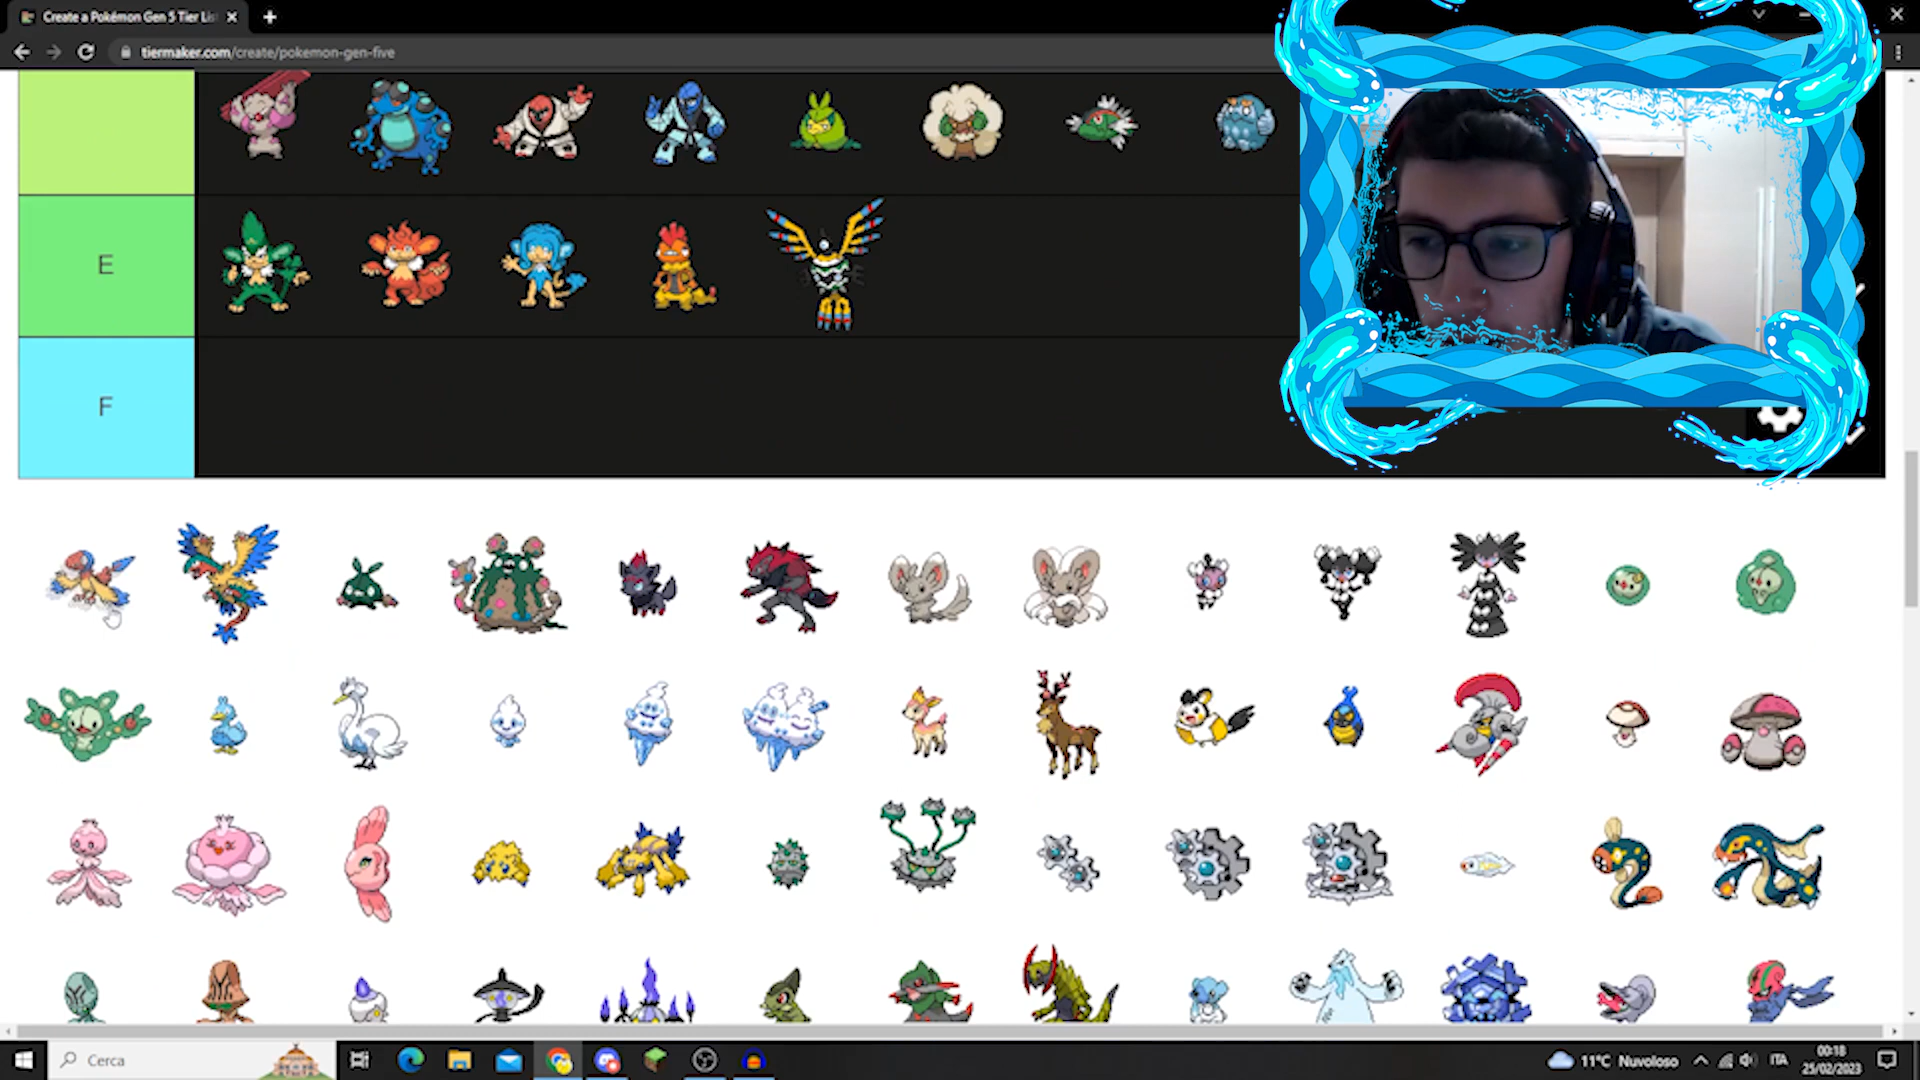 Create a Pokémon Gen 5 Tier Lis
tiermaker.com/create/pokemon-gen-five
E
F
Cerca
11°C Nuvoloso
ITA
00:18
25/02/2023